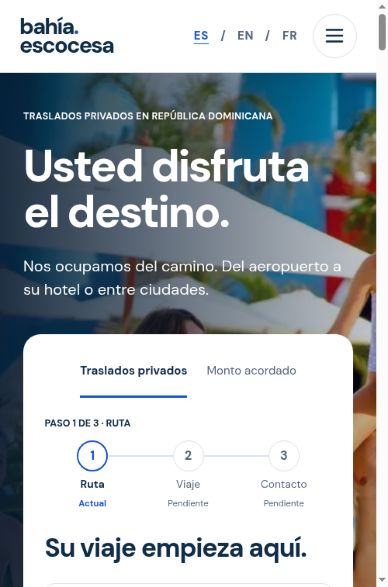 bahía.
escocesa
ES / EN / FR
TRASLADOS PRIVADOS EN REPÚBLICA DOMINICANA
Usted disfruta
el destino.
Nos ocupamos del camino. Del aeropuerto a
su hotel o entre ciudades.
Traslados privados
Monto acordado
PASO 1 DE 3 · RUTA
1
2
3
Ruta
Viaje
Contacto
Actual
Pendiente
Pendiente
Su viaje empieza aquí.